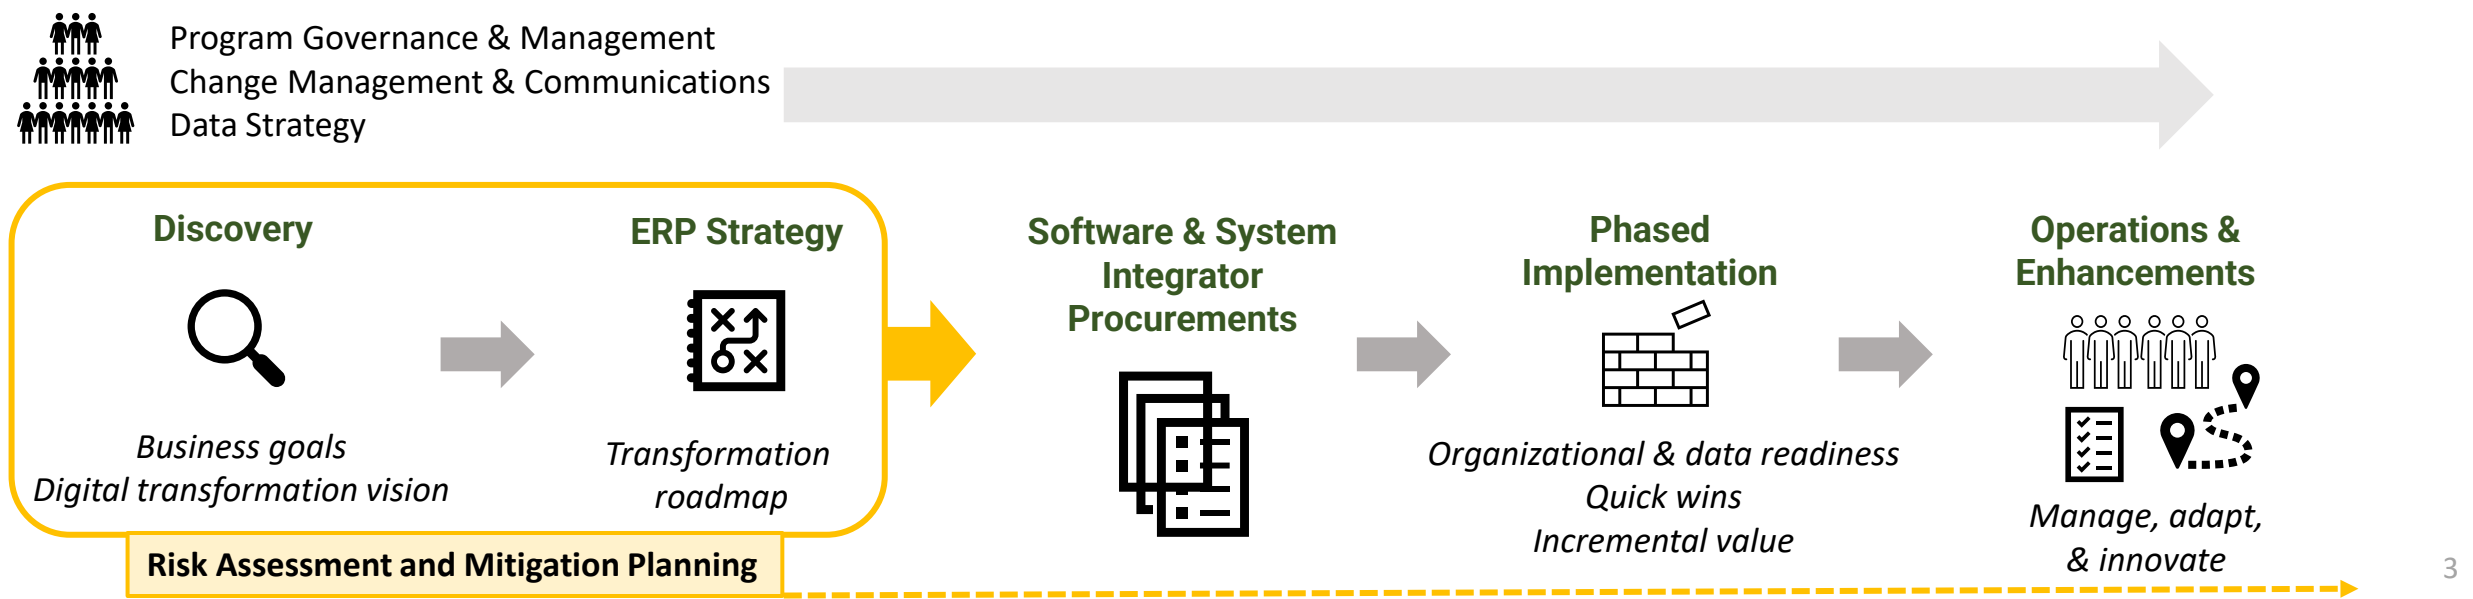 Program Governance & Management
Change Management & Communications
Data Strategy
Discovery
Business goals
Digital transformation vision
ERP Strategy
Transformation
roadmap
Risk Assessment and Mitigation Planning
Software & System
Integrator
Procurements
Phased
Implementation
Organizational & data readiness
Quick wins
Incremental value
Operations &
Enhancements
Manage, adapt,
& innovate
3